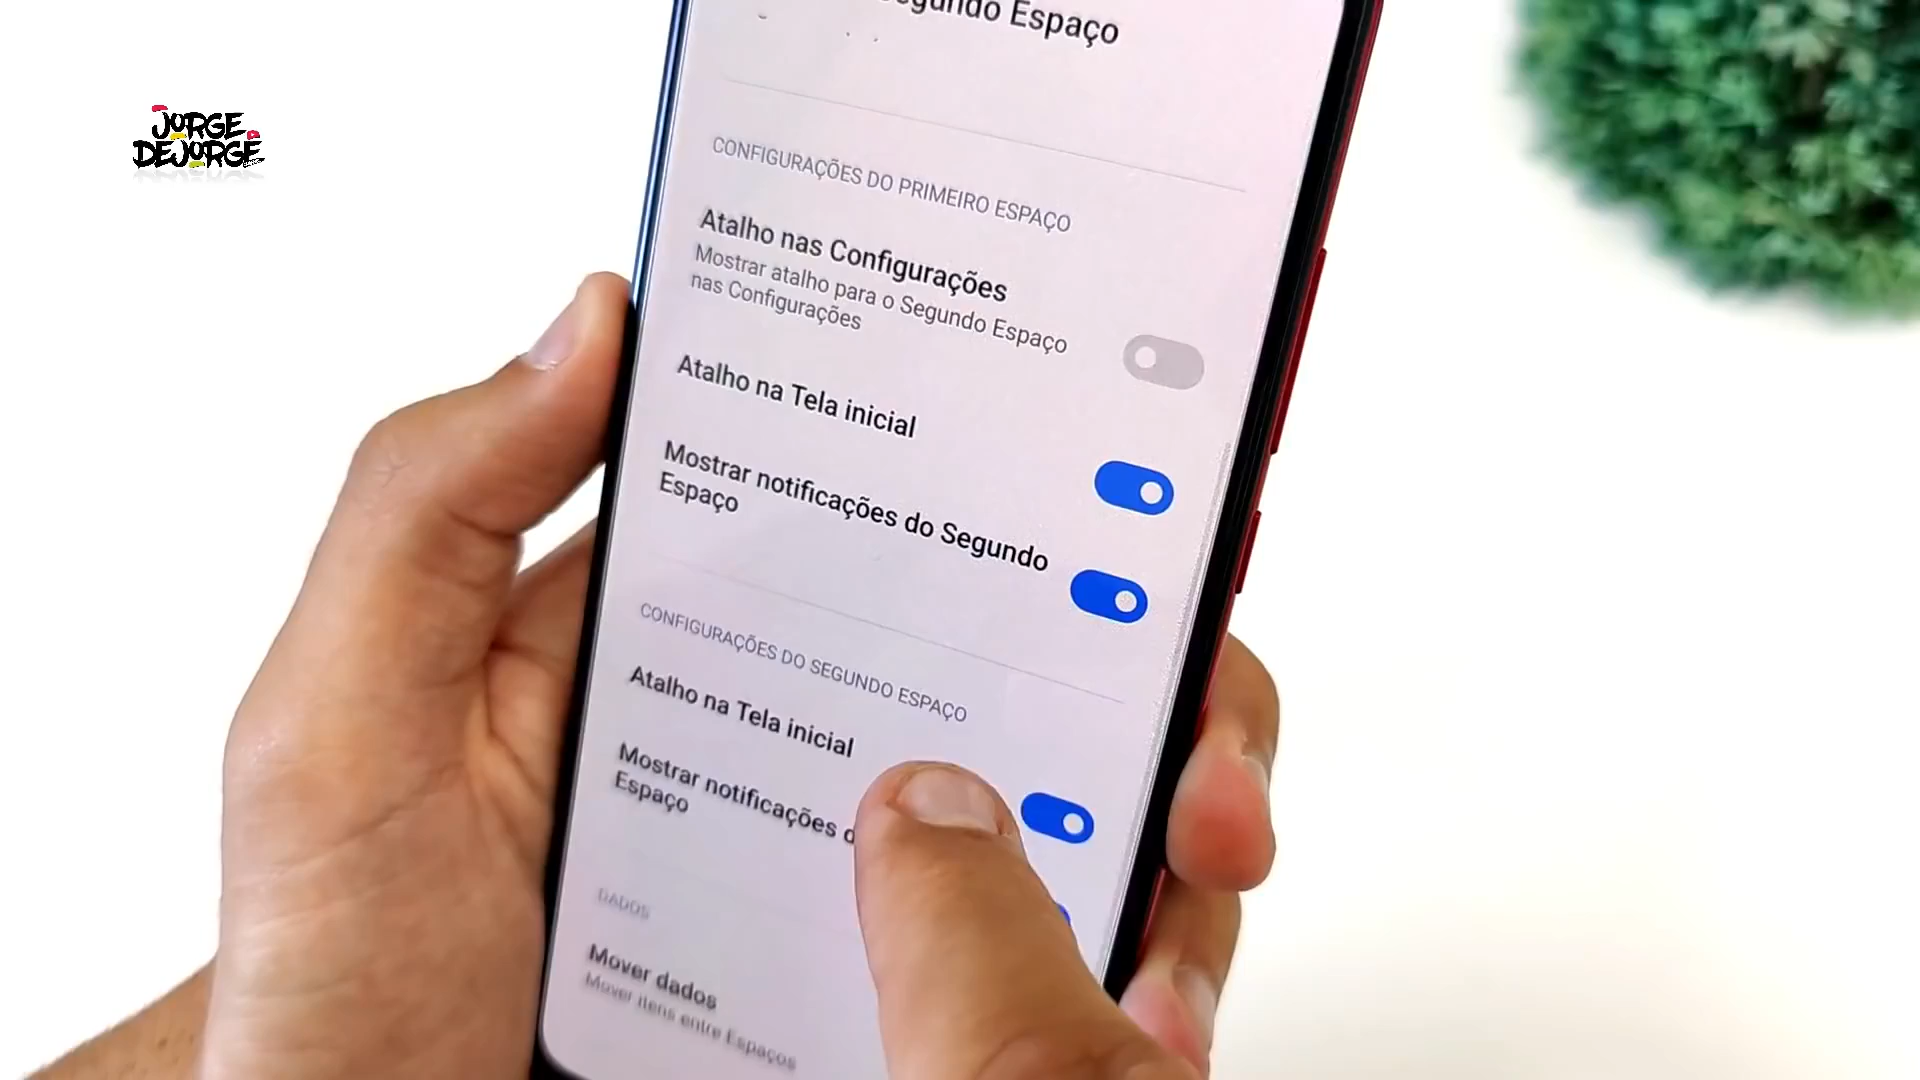 Segundo Espaço
JORGE
DEJORGE
CONFIGURAÇÕES DO PRIMEIRO ESPAÇO
Atalho nas Configurações
Mostrar atalho para o Segundo Espaço
nas Configurações
Atalho na Tela inicial
Mostrar notificações do Segundo
Espaço
CONFIGURAÇÕES DO SEGUNDO ESPAÇO
Atalho na Tela inicial
Mostrar notificações d
Espaço
DADOS
Mover dados
Mover itens entre Espaços